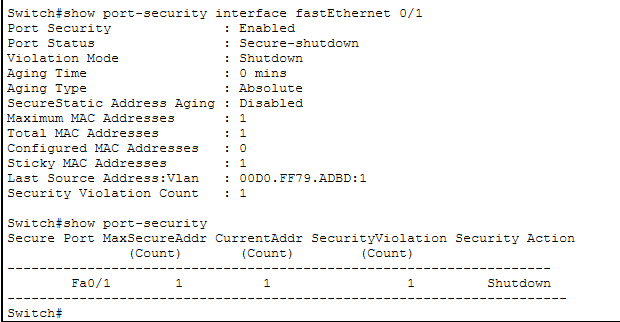 Switch#show port-security interface fastEthernet 0/1
Port Security : Enabled
Port Status : Secure-shutdown
Violation Mode : Shutdown
Aging Time : 0 mins
Aging Type : Absolute
SecureStatic Address Aging : Disabled
Maximum MAC Addresses : 1
Total MAC Addresses : 1
Configured MAC Addresses : 0
Sticky MAC Addresses : 1
Last Source Address:Vlan : 00D0.FF79.ADBD:1
Security Violation Count : 1
Switch#show port-security
Secure Port MaxSecureAddr CurrentAddr SecurityViolation Security Action
(Count) (Count) (Count)
--------------------------------------------------------------------
Fa0/1 1 1 1 Shutdown
----------------------------------------------------------------------
Switch#